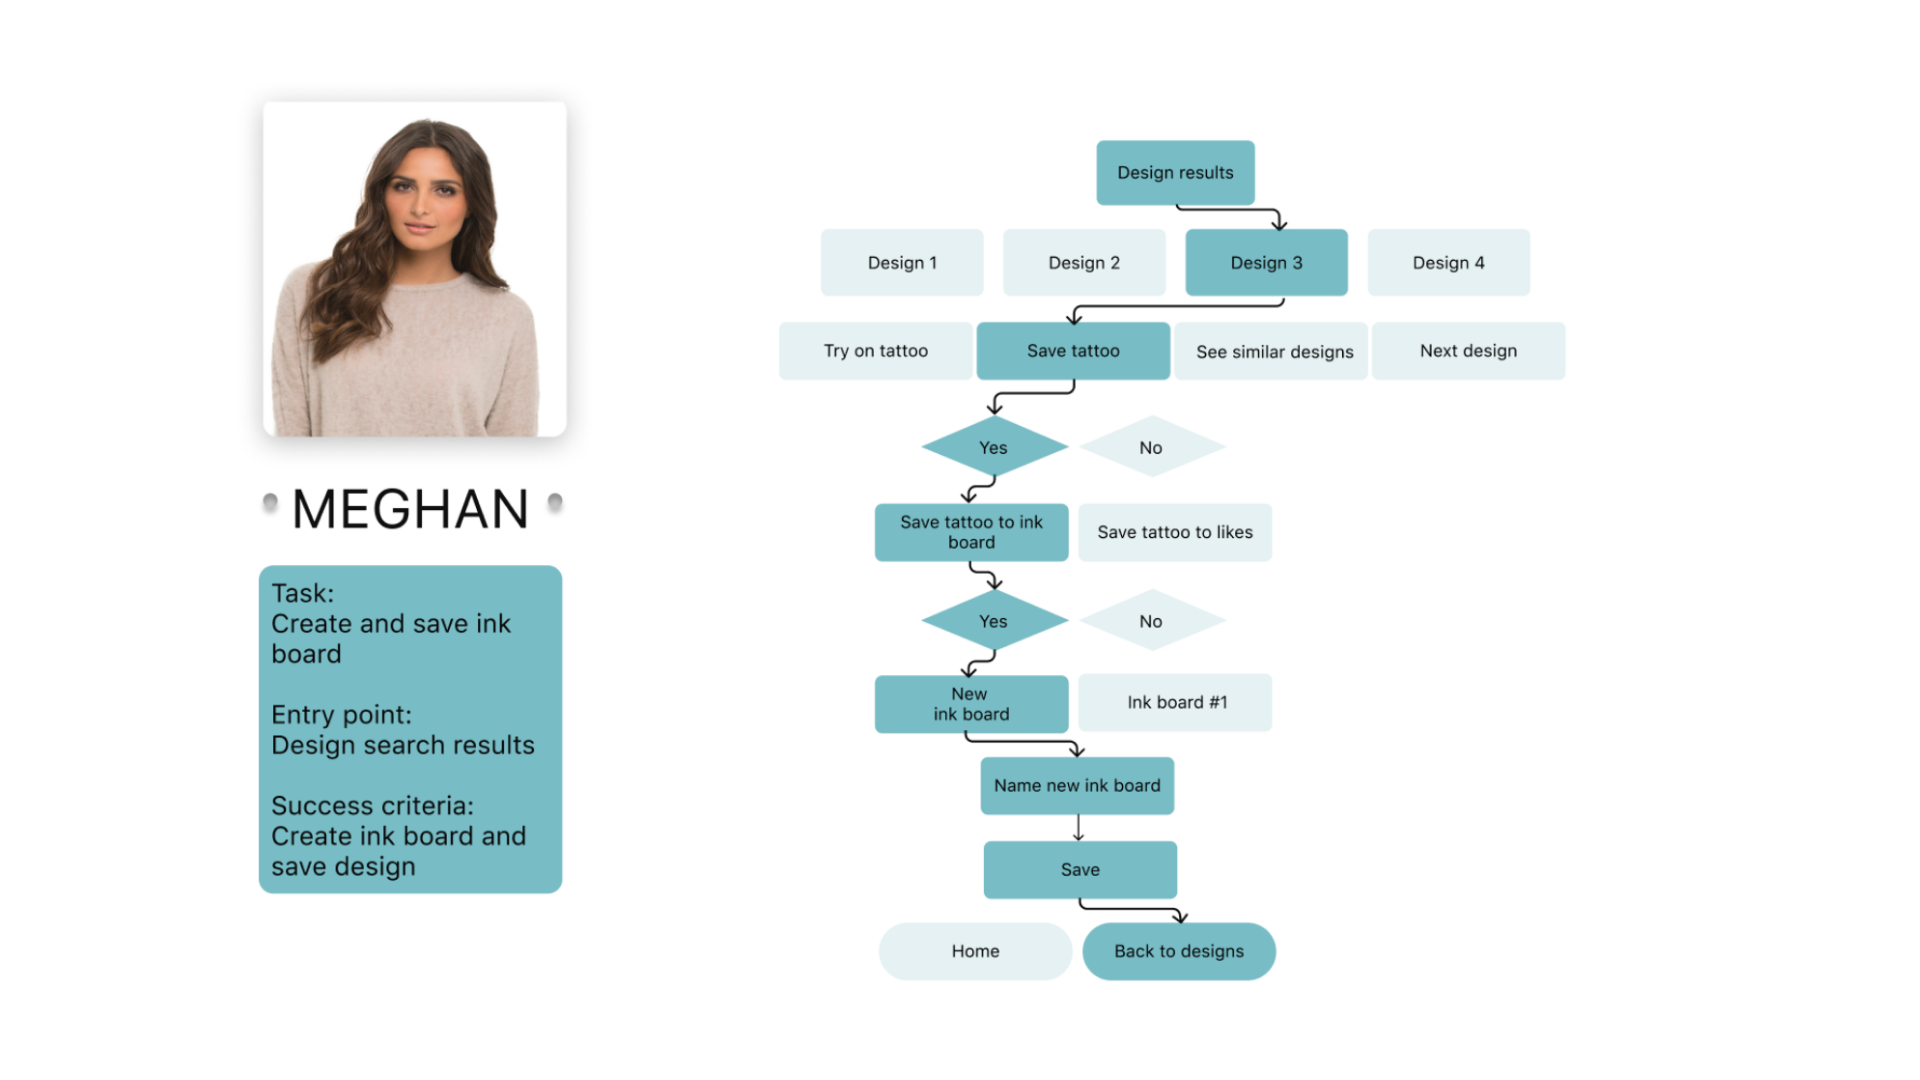 MEGHAN
Task:
Create and save ink
board
Entry point:
Design search results
Success criteria:
Create ink board and
save design
Design results
Design 1
Design 2
Design 3
Design 4
Try on tattoo
Save tattoo
See similar designs
Next design
Yes
No
Save tattoo to ink
board
Save tattoo to likes
Yes
No
New
ink board
Ink board #1
Name new ink board
Save
Home
Back to designs